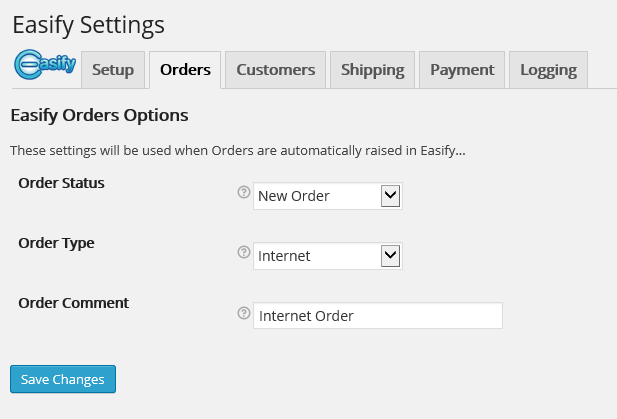 Easify Settings
Easify Setup Orders Customers Shipping Payment Logging
Easify Orders Options
These settings will be used when Orders are automatically raised in Easify...
Order Status ? New Order
Order Type ? Internet
Order Comment ? Internet Order
Save Changes